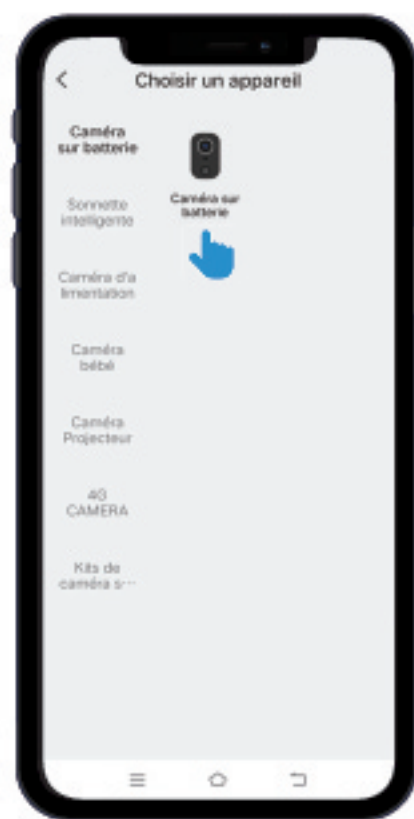 Choisir un appareil
Caméra
sur batterie
Caméra sur
batterie
Sonnette
intelligente
Caméra d'a
limentation
Caméra
bébé
Caméra
Projecteur
4G
CAMERA
Kits de
caméra s···